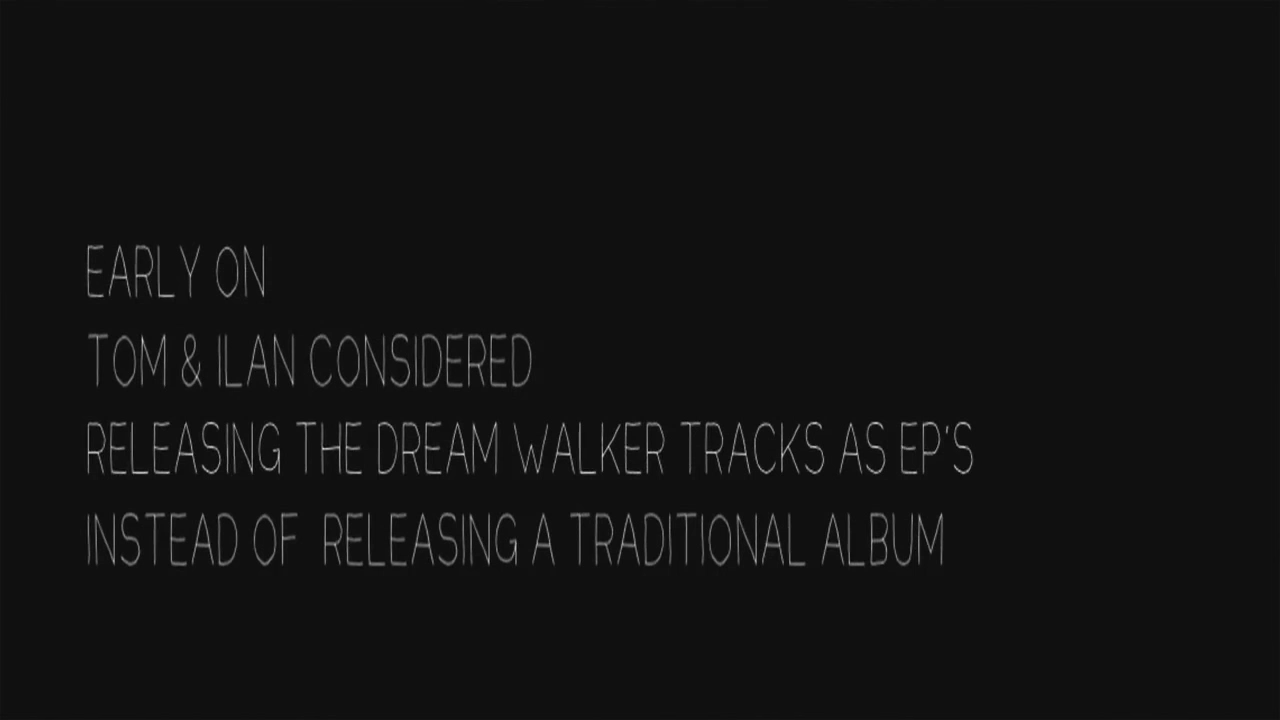 EARLY ON
TOM & ILAN CONSIDERED
RELEASING THE DREAM WALKER TRACKS AS EP'S
INSTEAD OF RELEASING A TRADITIONAL ALBUM